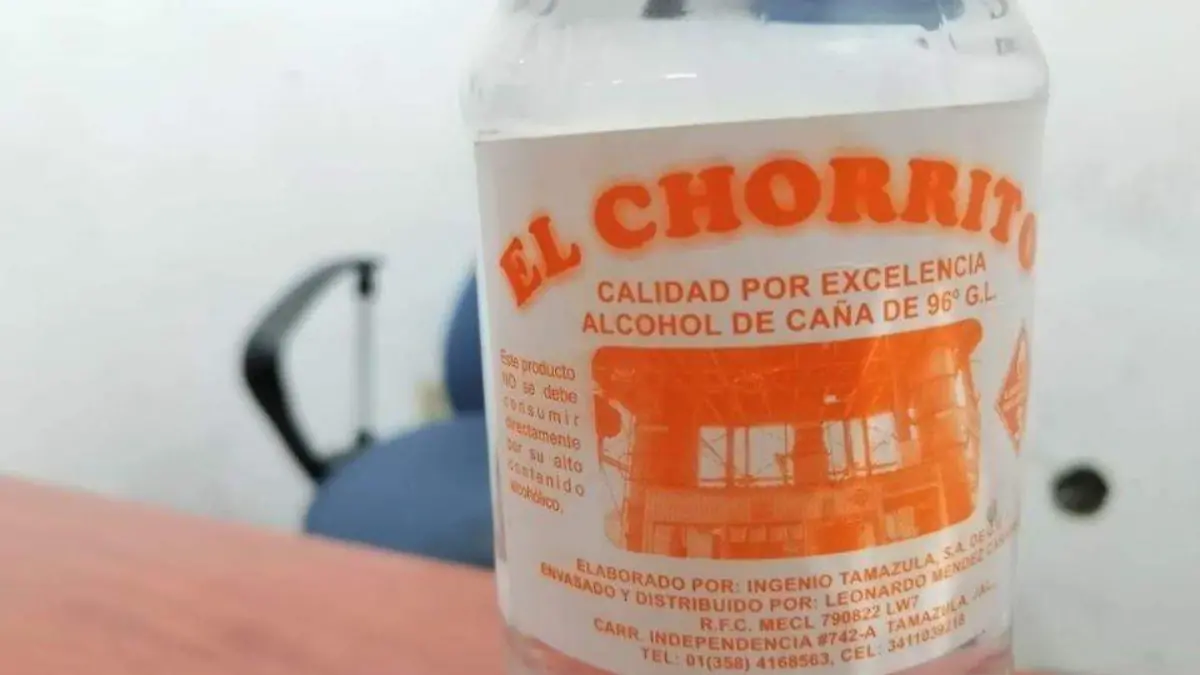 EL CHORRITO
CALIDAD POR EXCELENCIA
ALCOHOL DE CAÑA DE 96° G.L.
Este producto
NO se debe
consumir
directamente
por su alto
contenido
alcohólico.
ELABORADO POR: INGENIO TAMAZULA, S.A. DE
ENVASADO Y DISTRIBUIDO POR: LEONARDO MENDEZ
R.F.C. MECL 790822 LW7
CARR. INDEPENDENCIA #742-A TAMAZULA, JAL.
TEL: 01(358) 4168563, CEL: 3411039218